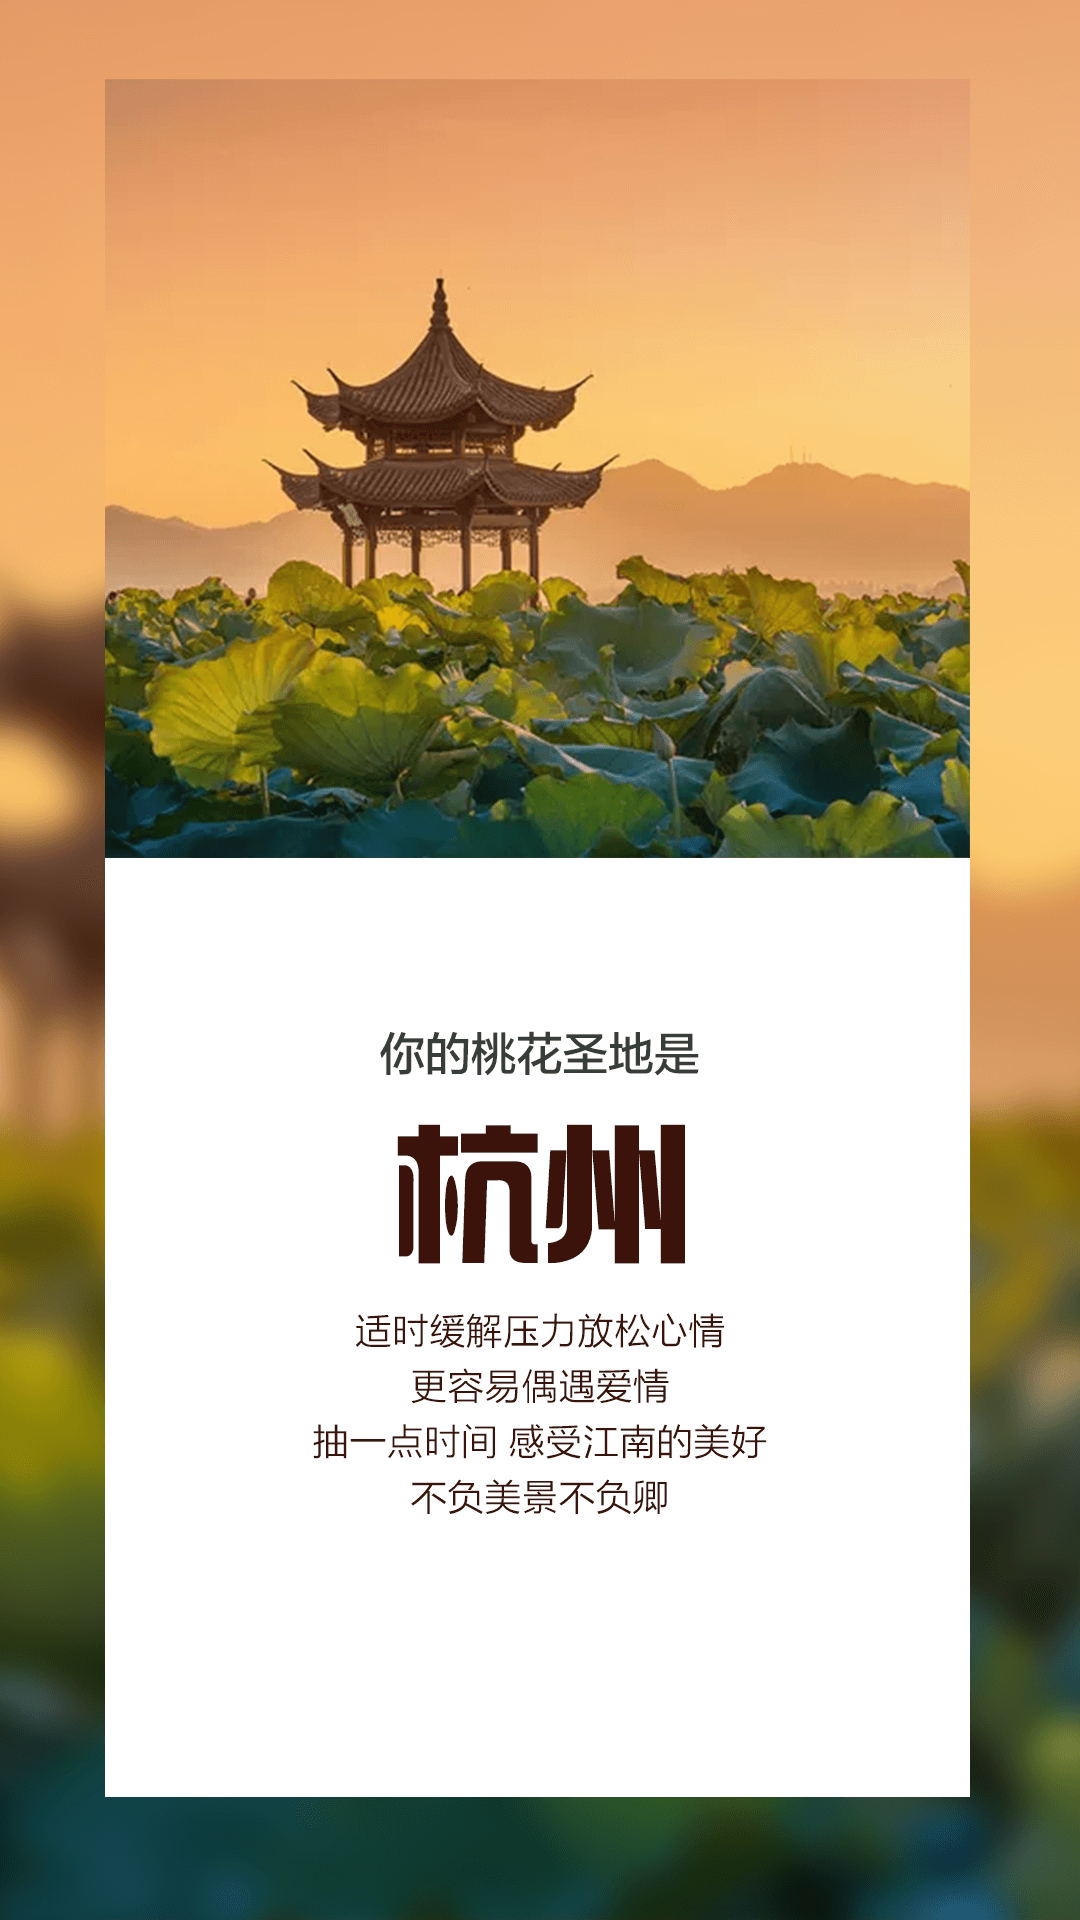 你的桃花圣地是
杭州
适时缓解压力放松心情
更容易偶遇爱情
抽一点时间 感受江南的美好
不负美景不负卿